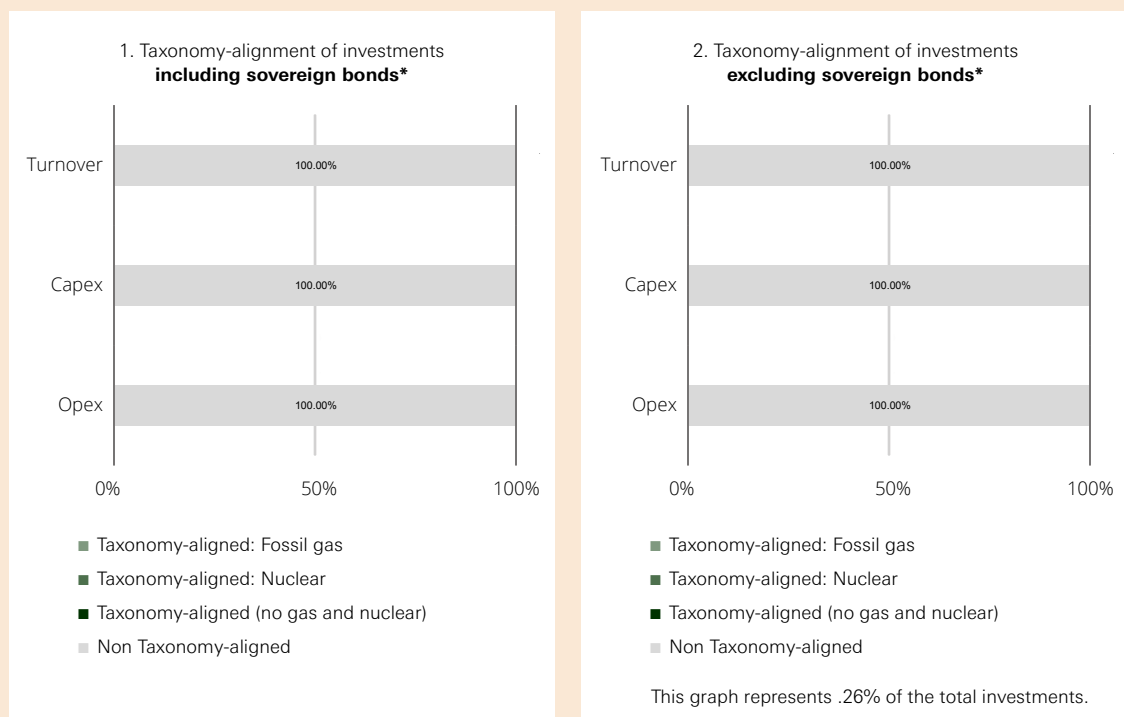 1. Taxonomy-alignment of investments
including sovereign bonds*
Turnover
100.00%
Capex
100.00%
Opex
100.00%
0% 50% 100%
Taxonomy-aligned: Fossil gas
Taxonomy-aligned: Nuclear
Taxonomy-aligned (no gas and nuclear)
Non Taxonomy-aligned
2. Taxonomy-alignment of investments
excluding sovereign bonds*
Turnover
100.00%
Capex
100.00%
Opex
100.00%
0% 50% 100%
Taxonomy-aligned: Fossil gas
Taxonomy-aligned: Nuclear
Taxonomy-aligned (no gas and nuclear)
Non Taxonomy-aligned
This graph represents .26% of the total investments.